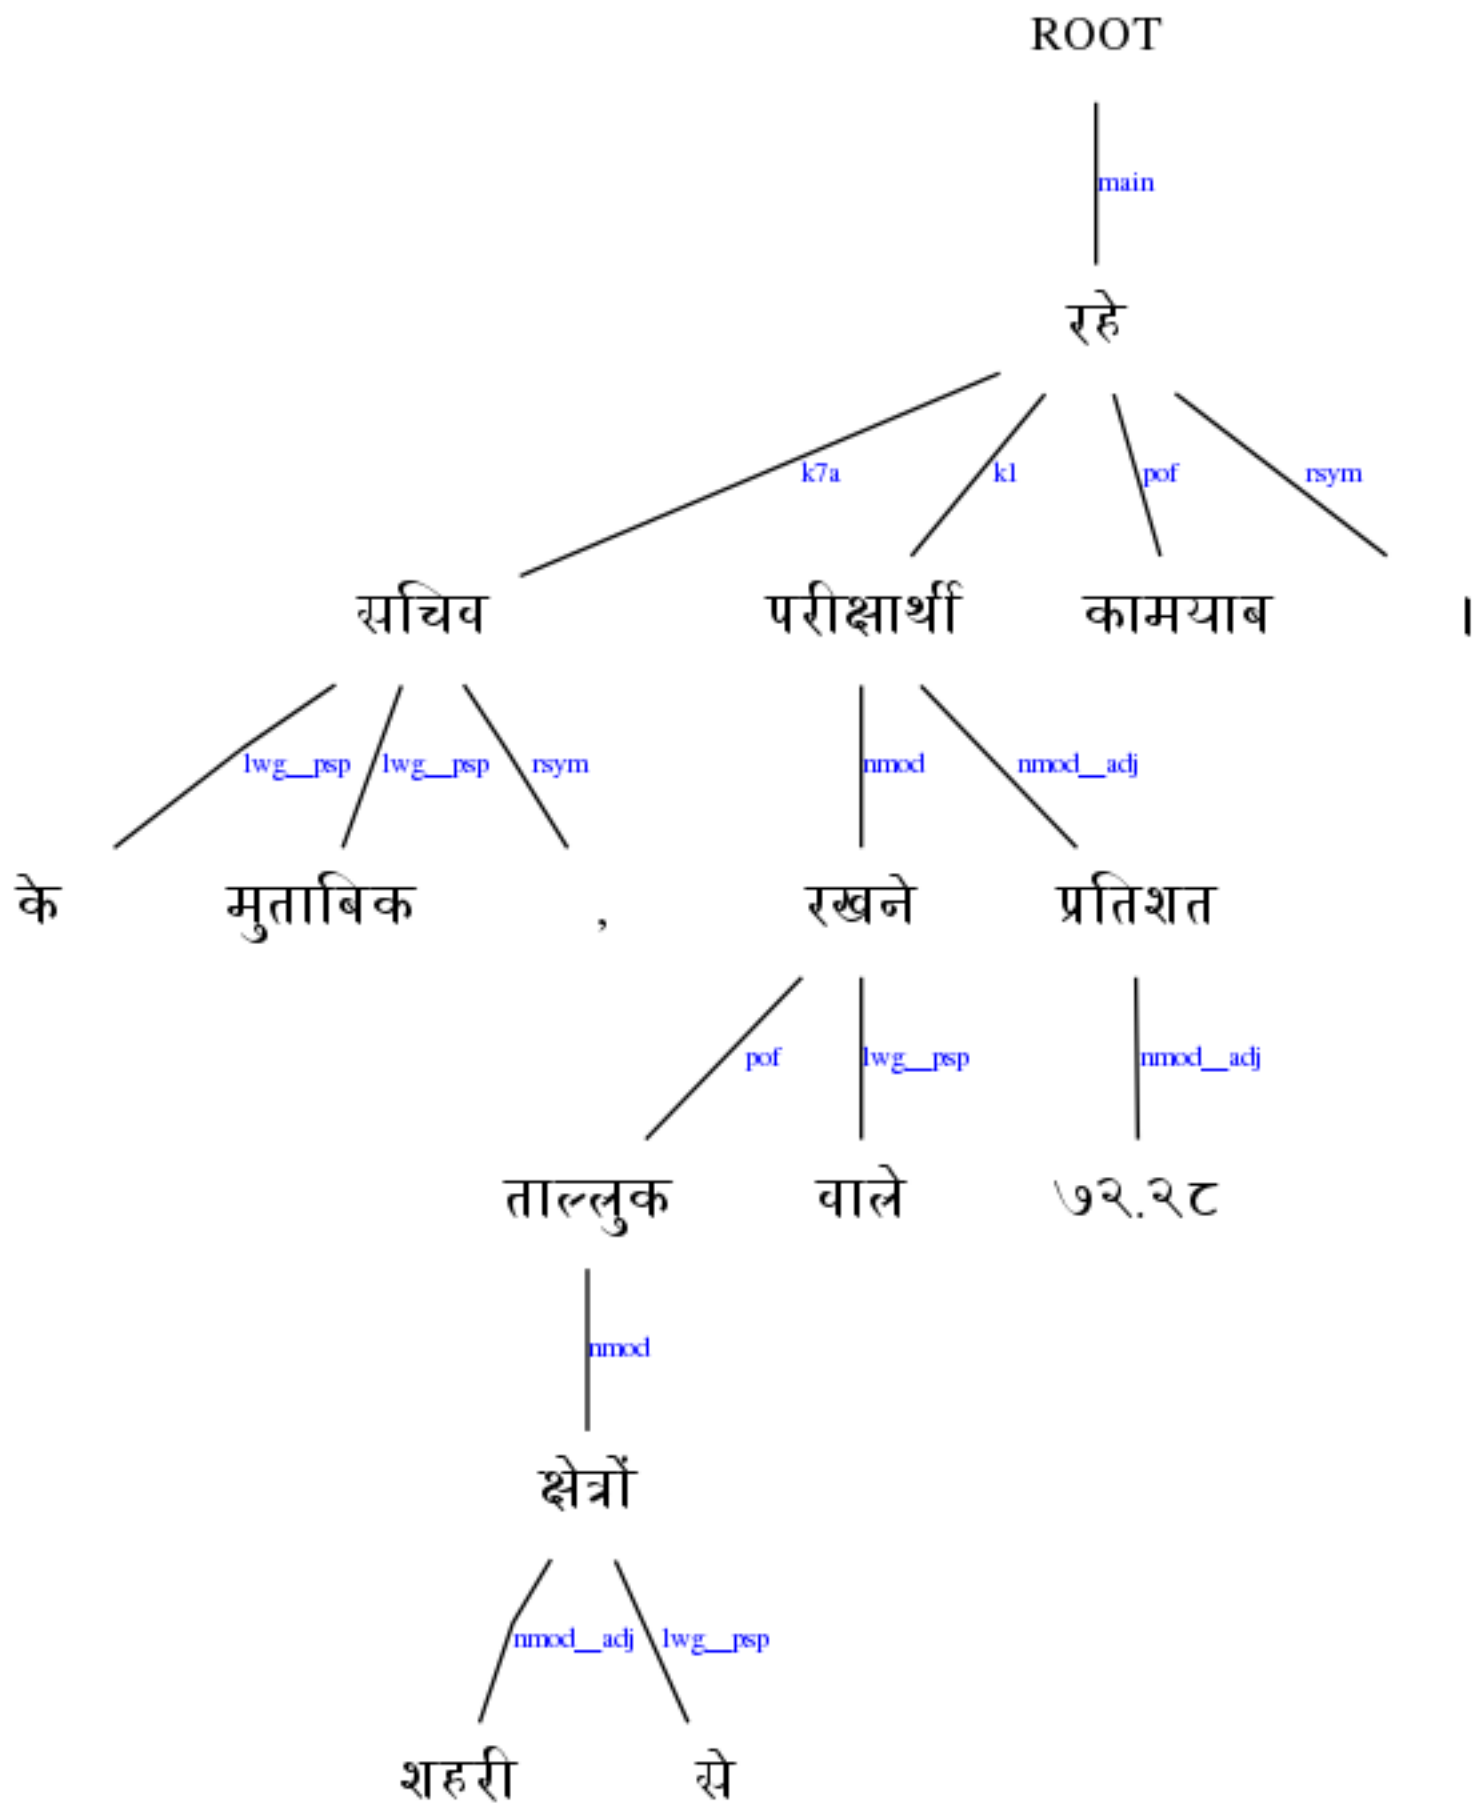 ROOT
main
रहे
k7a k1 pof rsym
सचिव परीक्षार्थी कामयाब ।
lwg__psp lwg__psp rsym nmod nmod__adj
के मुताबिक , रखने प्रतिशत
pof lwg__psp nmod__adj
ताल्लुक वाले ७२.२८
nmod
क्षेत्रों
nmod__adj lwg__psp
शहरी से